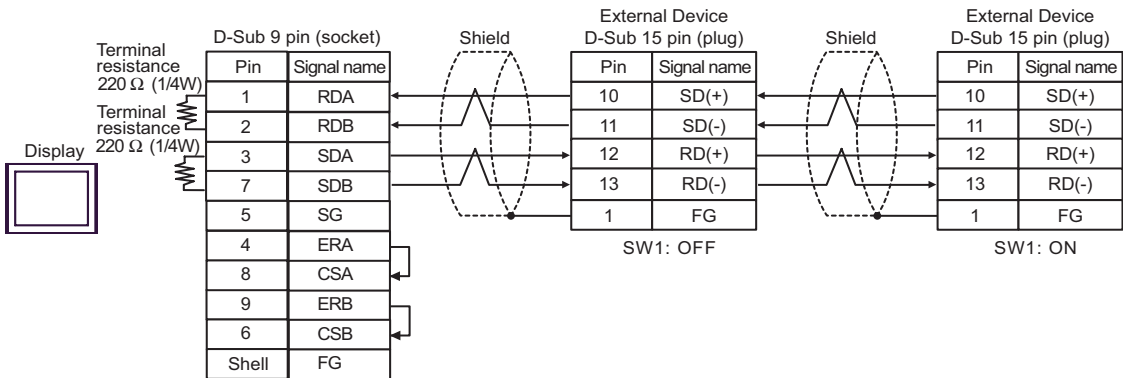 External Device
External Device
D-Sub 9 pin (socket)
Shield
D-Sub 15 pin (plug)
Shield
D-Sub 15 pin (plug)
Terminal
resistance
220 Ω (1/4W)
Terminal
resistance
220 Ω (1/4W)
Display
Pin Signal name
1 RDA
2 RDB
3 SDA
7 SDB
5 SG
4 ERA
8 CSA
9 ERB
6 CSB
Shell FG
Pin Signal name
10 SD(+)
11 SD(-)
12 RD(+)
13 RD(-)
1 FG
SW1: OFF
Pin Signal name
10 SD(+)
11 SD(-)
12 RD(+)
13 RD(-)
1 FG
SW1: ON